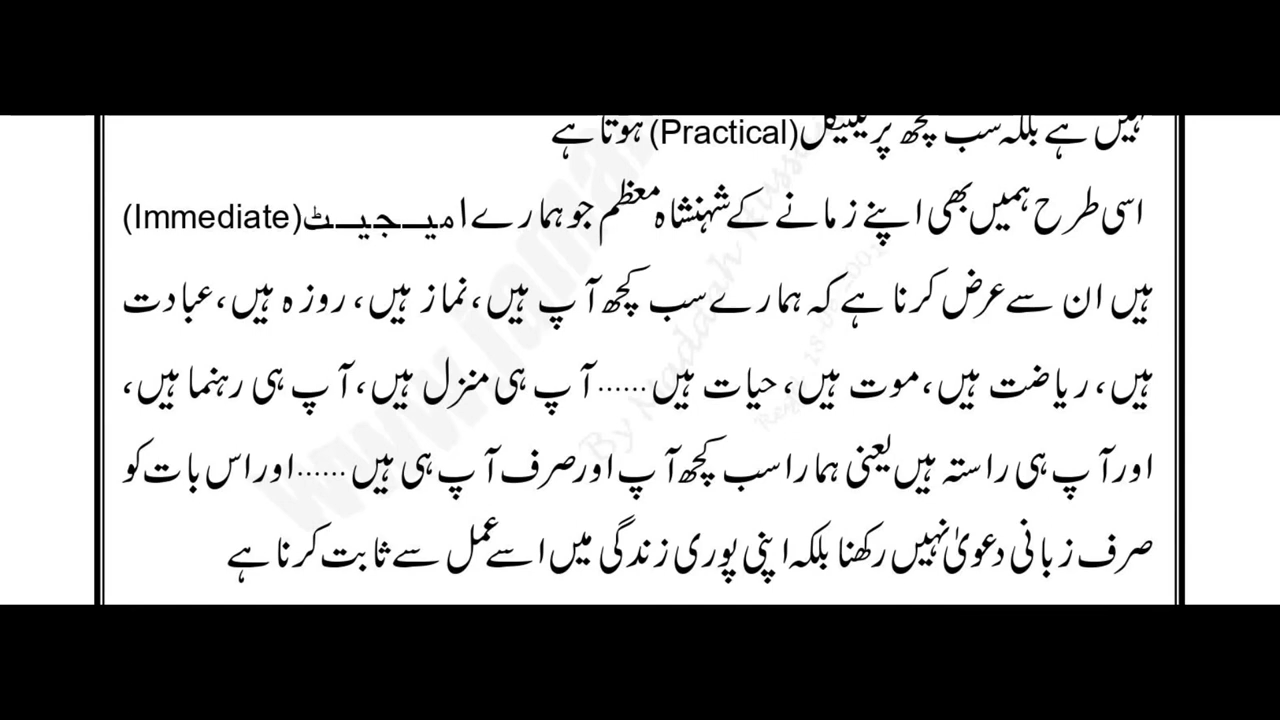 نہیں ہے بلکہ سب کچھ پریکٹیکل(Practical) ہوتا ہے
اسی طرح ہمیں بھی اپنے زمانے کے شہنشاہ معظم جو ہمارے امیجیٹ(Immediate)
ہیں ان سے عرض کرنا ہے کہ ہمارے سب کچھ آپ ہیں، نماز ہیں، روزہ ہیں، عبادت
ہیں، ریاضت ہیں، موت ہیں، حیات ہیں ...... آپ ہی منزل ہیں، آپ ہی رہنما ہیں،
اور آپ ہی راستہ ہیں یعنی ہمارا سب کچھ آپ اور صرف آپ ہی ہیں ...... اور اس بات کو
صرف زبانی دعویٰ نہیں رکھنا بلکہ اپنی پوری زندگی میں اسے عمل سے ثابت کرنا ہے